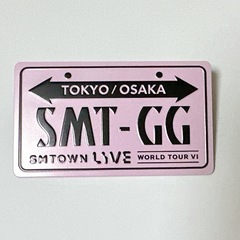 TOKYO/OSAKA
SMT-GG
SMTOWN LIVE WORLD TOUR VI